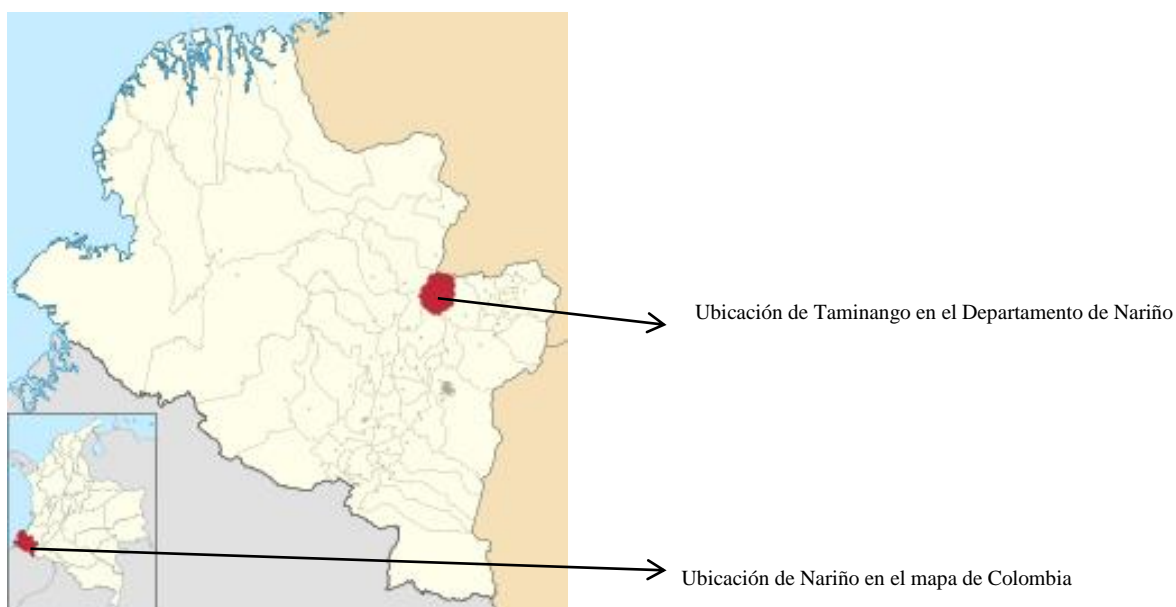 Ubicación de Taminango en el Departamento de Nariño
Ubicación de Nariño en el mapa de Colombia